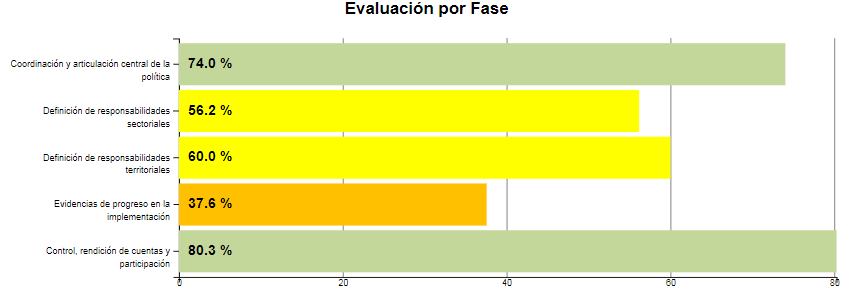 Evaluación por Fase
Coordinación y articulación central de la
política
74.0 %
Definición de responsabilidades
sectoriales
56.2 %
Definición de responsabilidades
territoriales
60.0 %
Evidencias de progreso en la
implementación
37.6 %
Control, rendición de cuentas y
participación
80.3 %
0 20 40 60 80